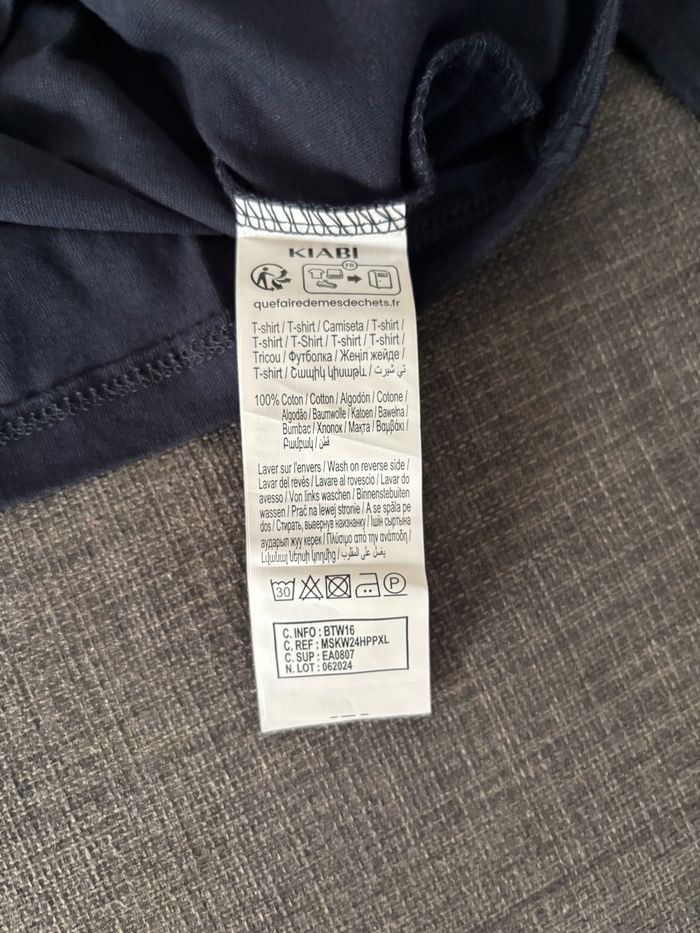 KIABI
FR
quefairedemesdechets.fr
T-shirt / T-shirt / Camiseta / T-shirt /
T-shirt / T-Shirt / T-shirt / T-shirt /
Tricou / Футболка / Жеңіл жейде /
T-shirt / Շապիկ կիսաթև / تي شيرت
100% Coton / Cotton / Algodón / Cotone /
Algodão / Baumwolle / Katoen / Bawełna /
Bumbac / Хлопок / Мақта / Βαμβάκι /
Բամբակ / قطن
Laver sur l'envers / Wash on reverse side /
Lavar del revés / Lavare al rovescio / Lavar do
avesso / Von links waschen / Binnenstebuiten
wassen / Prać na lewej stronie / A se spăla pe
dos / Стирать, вывернув наизнанку / Ішін сыртына
аударып жуу керек / Πλύσιμο από την ανάποδη /
Լվանալ ներսի կողմից / يغسل على المقلوب
30 P
C. INFO : BTW16
C. REF : MSKW24HPPXL
C. SUP : EA0807
N. LOT : 062024